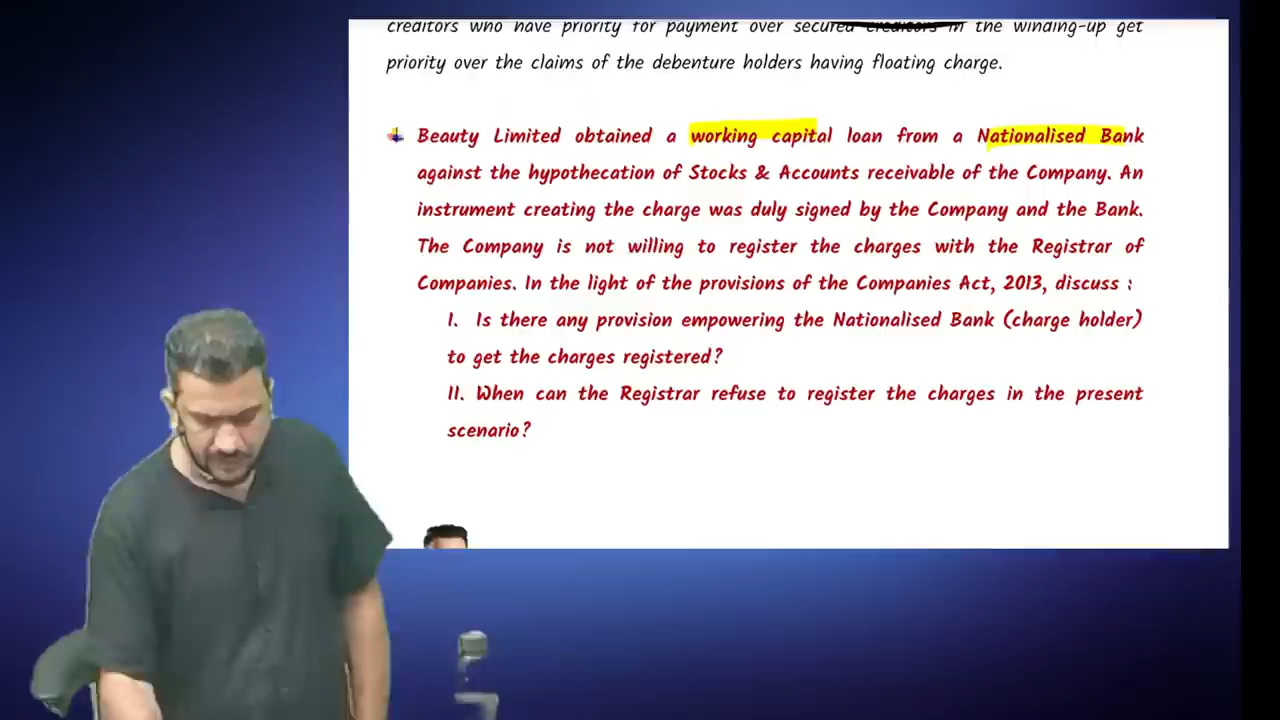 creditors who have priority for payment over secured creditors in the winding-up get
priority over the claims of the debenture holders having floating charge.
Beauty Limited obtained a working capital loan from a Nationalised Bank
against the hypothecation of Stocks & Accounts receivable of the Company. An
instrument creating the charge was duly signed by the Company and the Bank.
The Company is not willing to register the charges with the Registrar of
Companies. In the light of the provisions of the Companies Act, 2013, discuss :
I. Is there any provision empowering the Nationalised Bank (charge holder)
to get the charges registered?
II. When can the Registrar refuse to register the charges in the present
scenario?